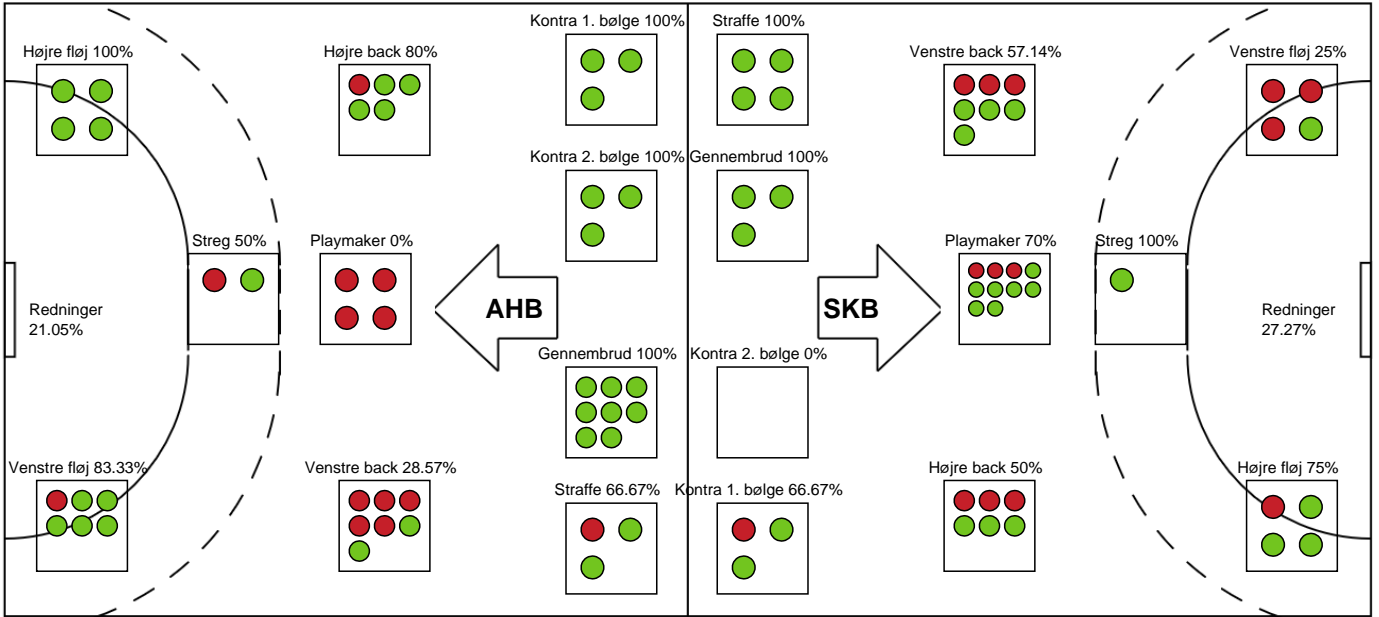 Kontra 1. bølge 100%
Straffe 100%
Højre fløj 100%
Højre back 80%
Venstre back 57.14%
Venstre fløj 25%
Kontra 2. bølge 100%
Gennembrud 100%
Streg 50%
Playmaker 0%
Playmaker 70%
Streg 100%
Redninger
21.05%
AHB
SKB
Redninger
27.27%
Gennembrud 100%
Kontra 2. bølge 0%
Venstre fløj 83.33%
Venstre back 28.57%
Højre back 50%
Højre fløj 75%
Straffe 66.67%
Kontra 1. bølge 66.67%